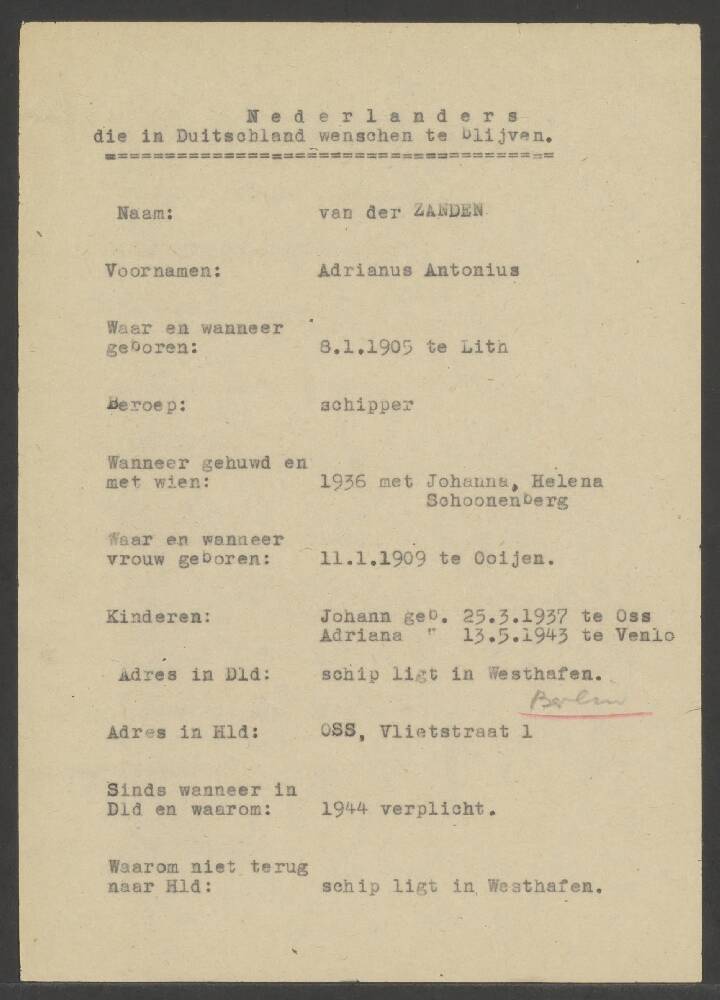 N e d e r l a n d e r s
die in Duitschland wenschen te blijven.
======================================
Naam: van der ZANDEN
Voornamen: Adrianus Antonius
Waar en wanneer
geboren: 8.1.1905 te Lith
Beroep: schipper
Wanneer gehuwd en
met wien: 1936 met Johanna, Helena
Schoonenberg
Waar en wanneer
vrouw geboren: 11.1.1909 te Ooijen.
Kinderen: Johann geb. 25.3.1937 te Oss
Adriana " 13.5.1943 te Venlo
Adres in Dld: schip ligt in Westhafen.
Berlin
Adres in Hld: OSS, Vlietstraat 1
Sinds wanneer in
Dld en waarom: 1944 verplicht.
Waarom niet terug
naar Hld: schip ligt in Westhafen.